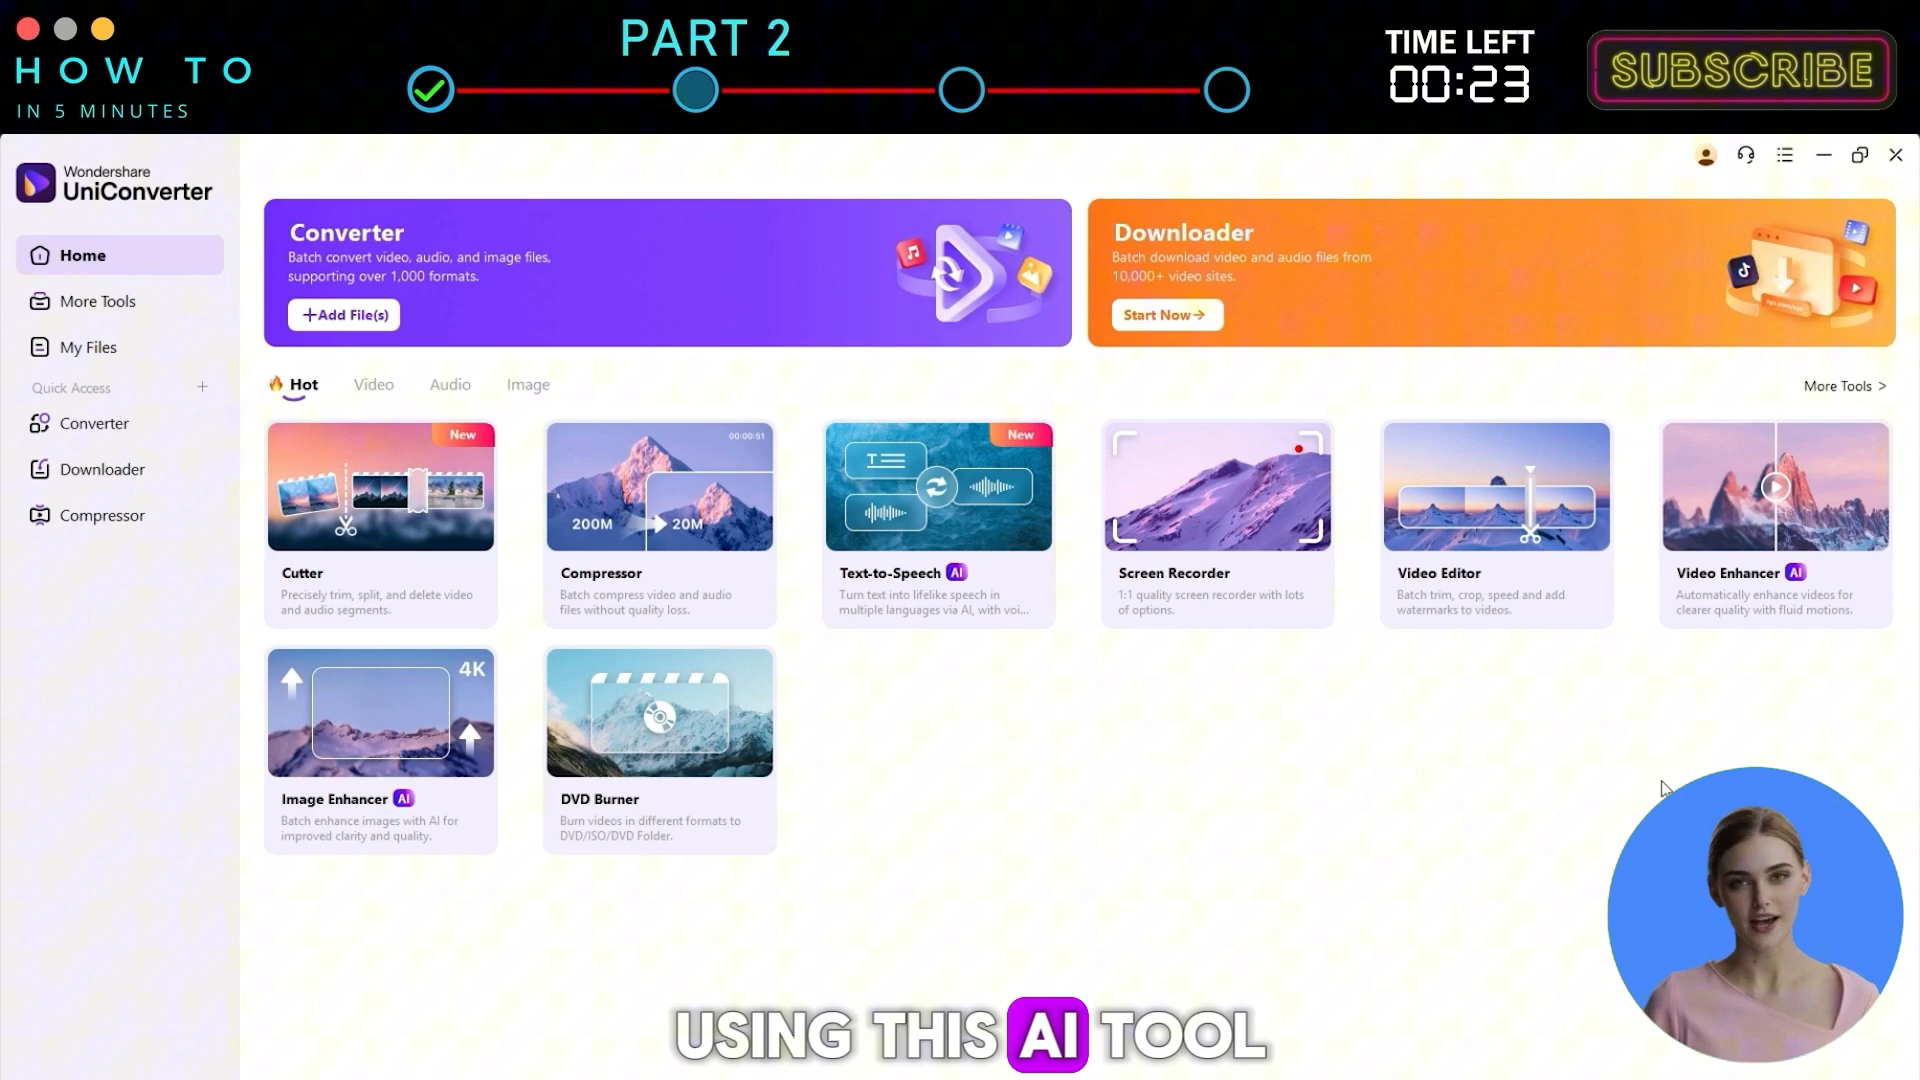 PART 2
HOW TO
IN 5 MINUTES
TIME LEFT
00:23
SUBSCRIBE
Wondershare
UniConverter
Home
More Tools
My Files
Quick Access
Converter
Downloader
Compressor
Converter
Batch convert video, audio, and image files,
supporting over 1,000 formats.
+Add File(s)
Downloader
Batch download video and audio files from
10,000+ video sites.
Start Now→
Hot
Video
Audio
Image
More Tools >
New
Cutter
Precisely trim, split, and delete video
and audio segments.
00:00:51
200M
20M
Compressor
Batch compress video and audio
files without quality loss.
New
T
Text-to-Speech AI
Turn text into lifelike speech in
multiple languages via AI, with voi...
Screen Recorder
1:1 quality screen recorder with lots
of options.
Video Editor
Batch trim, crop, speed and add
watermarks to videos.
Video Enhancer AI
Automatically enhance videos for
clearer quality with fluid motions.
4K
Image Enhancer AI
Batch enhance images with AI for
improved clarity and quality.
DVD Burner
Burn videos in different formats to
DVD/ISO/DVD Folder.
USING THIS AI TOOL